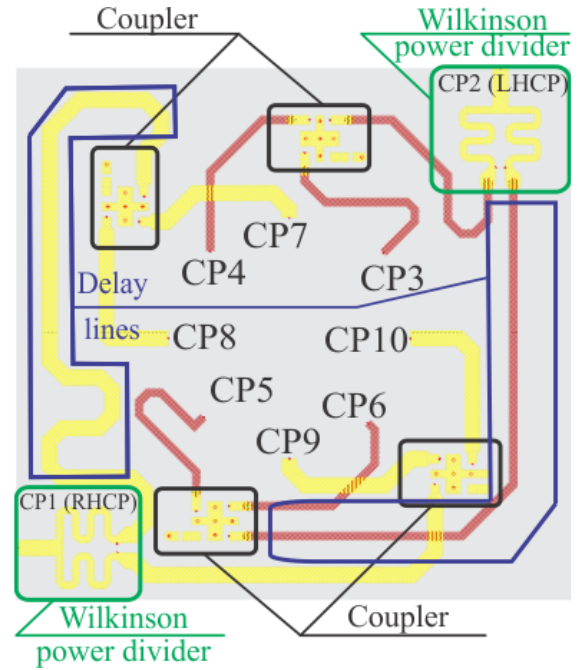 Coupler
Wilkinson
power divider
CP2 (LHCP)
CP7
CP4
CP3
Delay
lines
CP8
CP10
CP5
CP6
CP9
CP1 (RHCP)
Wilkinson
power divider
Coupler